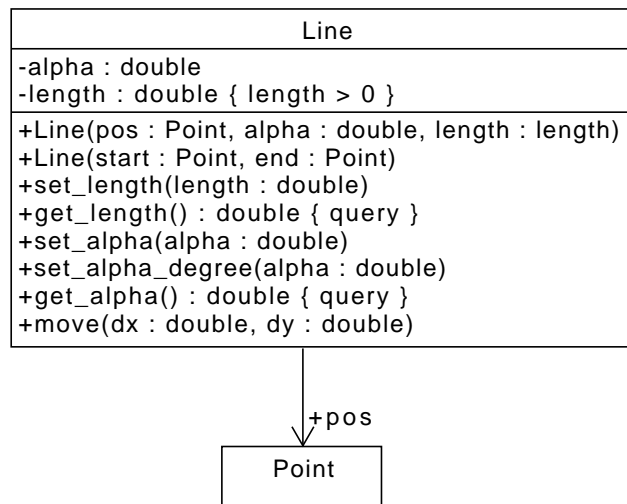 Line
-alpha : double
-length : double { length > 0 }
+Line(pos : Point, alpha : double, length : length)
+Line(start : Point, end : Point)
+set_length(length : double)
+get_length() : double { query }
+set_alpha(alpha : double)
+set_alpha_degree(alpha : double)
+get_alpha() : double { query }
+move(dx : double, dy : double)
+pos
Point